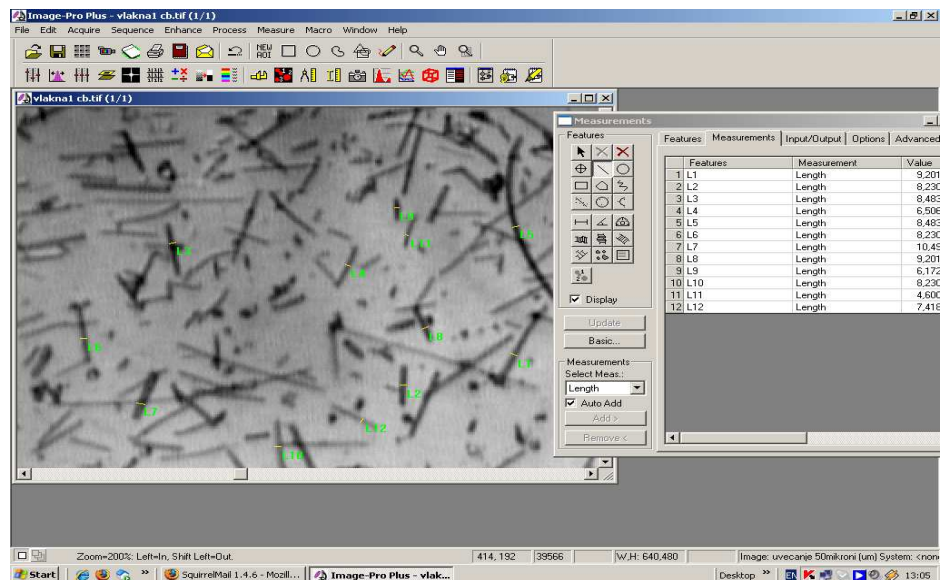 Image-Pro Plus - vlakna1 cb.tif (1/1)
File Edit Acquire Sequence Enhance Process Measure Macro Window Help
NEW AOI
vlakna1 cb.tif (1/1)
L1
L4
L5
L8
L7
L7
L2
L12
L10
Measurements
Features
Display
Update
Basic...
Measurements
Select Meas.:
Length
Auto Add
Add >
Remove <
Features Measurements Input/Output Options Advanced
Features Measurement Value
1 L1 Length 9,201
2 L2 Length 8,230
3 L3 Length 8,483
4 L4 Length 6,506
5 L5 Length 8,483
6 L6 Length 8,230
7 L7 Length 10,49
8 L8 Length 9,201
9 L9 Length 6,172
10 L10 Length 8,230
11 L11 Length 4,600
12 L12 Length 7,418
Zoom=200%: Left=In, Shift Left=Out. 414, 192 39566 W,H: 640,480 Image: uvecanje 50mikroni (um) System: <non
Start SquirrelMail 1.4.6 - Mozill... Image-Pro Plus - vlak... Desktop EN 13:05